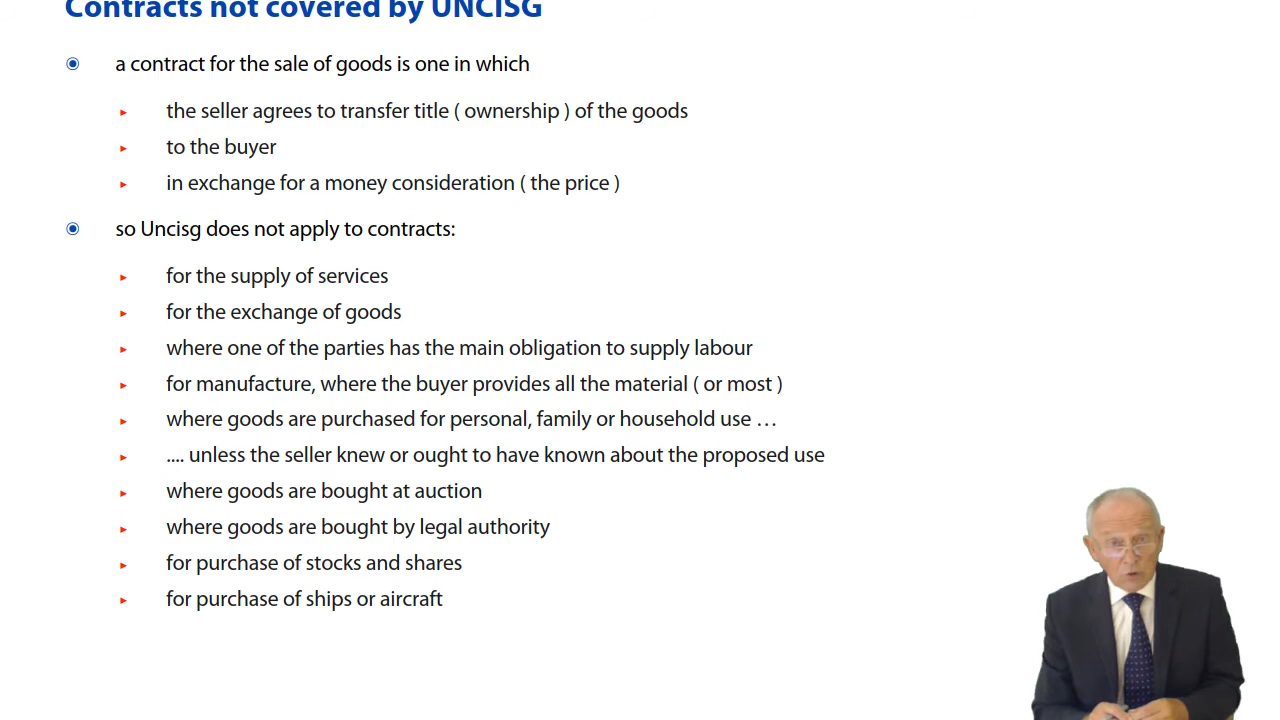 Contracts not covered by UNCISG
a contract for the sale of goods is one in which
the seller agrees to transfer title ( ownership ) of the goods
to the buyer
in exchange for a money consideration ( the price )
so Uncisg does not apply to contracts:
for the supply of services
for the exchange of goods
where one of the parties has the main obligation to supply labour
for manufacture, where the buyer provides all the material ( or most )
where goods are purchased for personal, family or household use …
.... unless the seller knew or ought to have known about the proposed use
where goods are bought at auction
where goods are bought by legal authority
for purchase of stocks and shares
for purchase of ships or aircraft